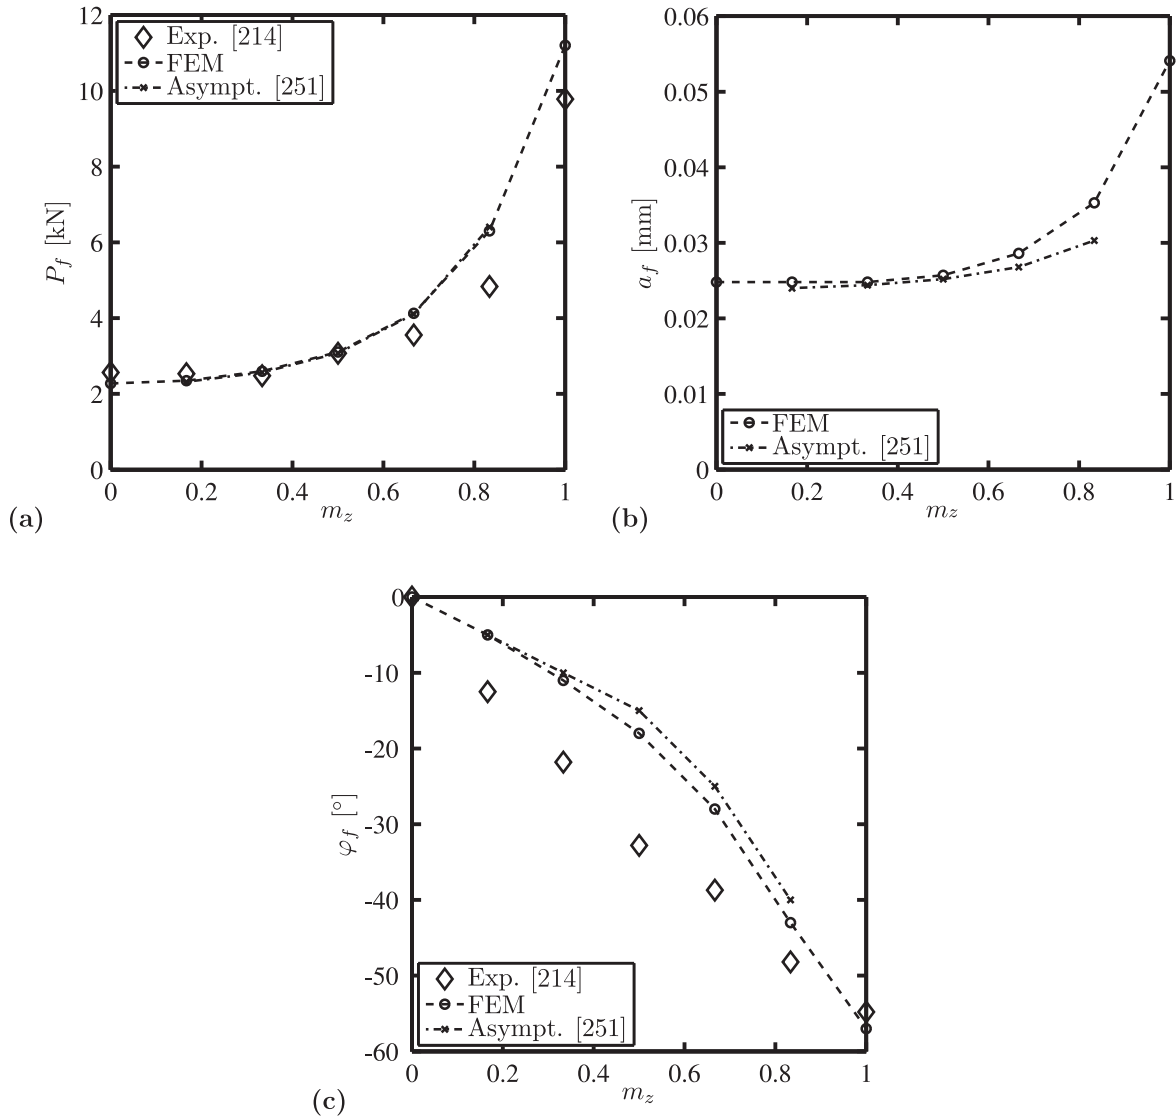 12
10
8
6
4
2
0
P_f [kN]
Exp. [214]
FEM
Asympt. [251]
0 0.2 0.4 0.6 0.8 1
m_z
(a)
0.06
0.05
0.04
0.03
0.02
0.01
0
a_f [mm]
FEM
Asympt. [251]
0 0.2 0.4 0.6 0.8 1
m_z
(b)
0
-10
-20
-30
-40
-50
-60
φ_f [°]
Exp. [214]
FEM
Asympt. [251]
0 0.2 0.4 0.6 0.8 1
m_z
(c)